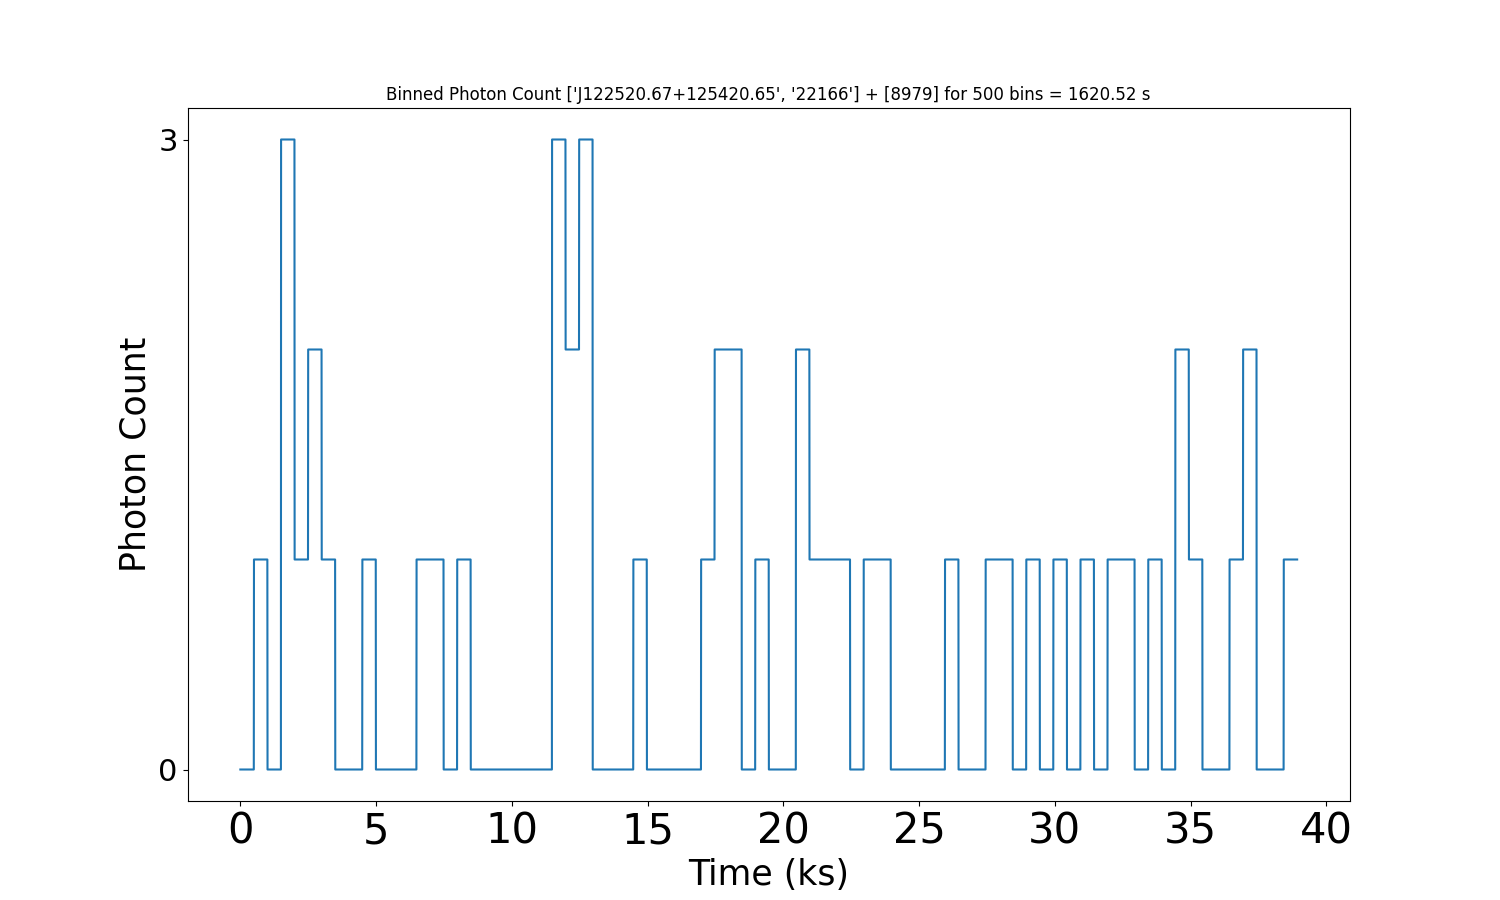 Binned Photon Count ['J122520.67+125420.65', '22166'] + [8979] for 500 bins = 1620.52 s
3
Photon Count
0
0 5 10 15 20 25 30 35 40
Time (ks)